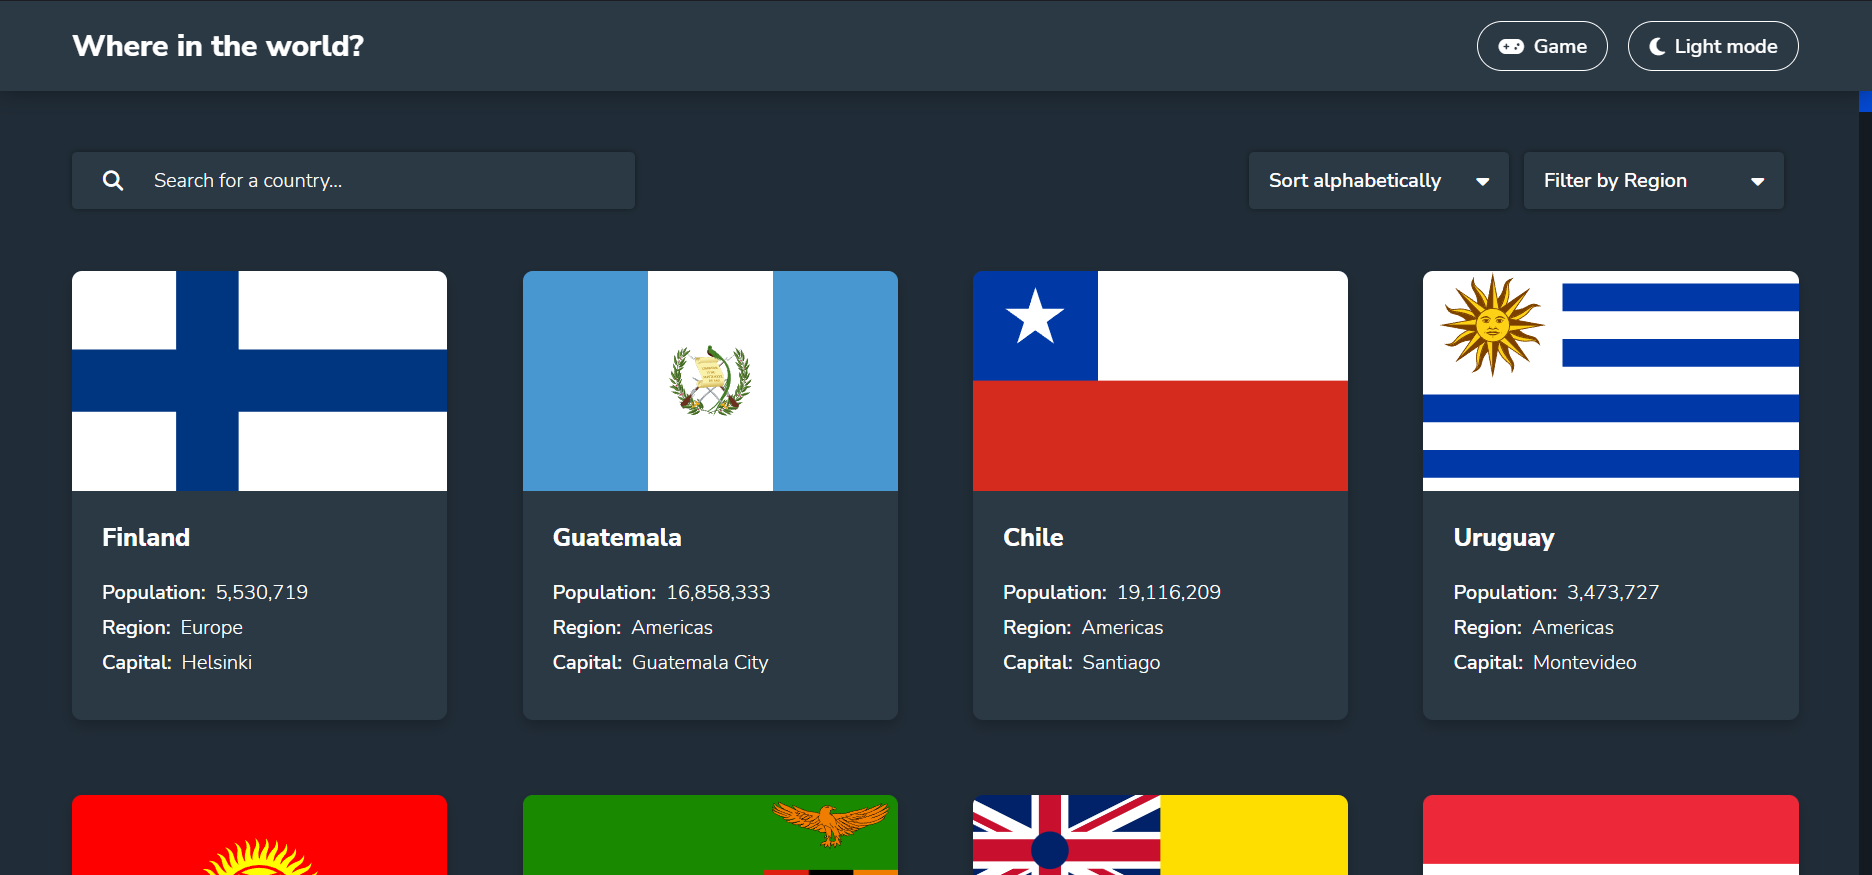 Where in the world?
Game
Light mode
Search for a country...
Sort alphabetically
Filter by Region
Finland
Population: 5,530,719
Region: Europe
Capital: Helsinki
Guatemala
Population: 16,858,333
Region: Americas
Capital: Guatemala City
Chile
Population: 19,116,209
Region: Americas
Capital: Santiago
Uruguay
Population: 3,473,727
Region: Americas
Capital: Montevideo